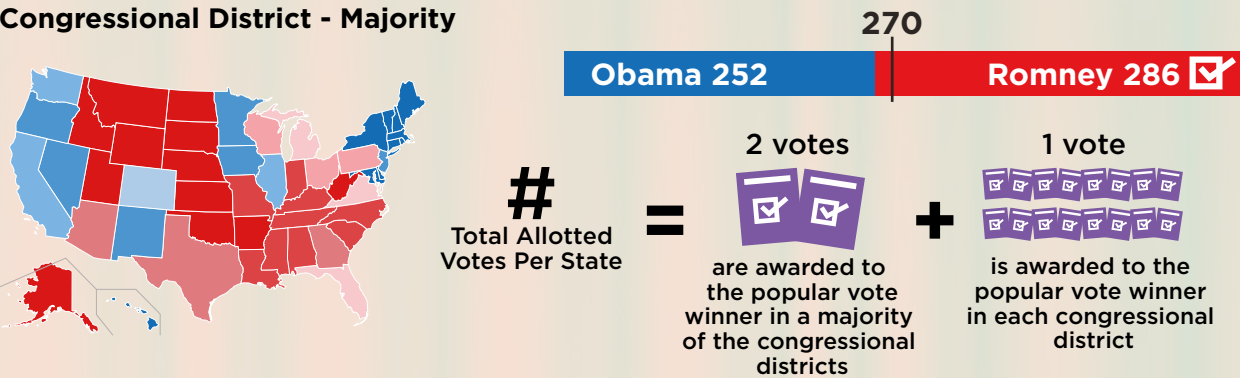 Congressional District - Majority
270
Obama 252
Romney 286
#
Total Allotted
Votes Per State
=
2 votes
are awarded to
the popular vote
winner in a majority
of the congressional
districts
+
1 vote
is awarded to the
popular vote winner
in each congressional
district